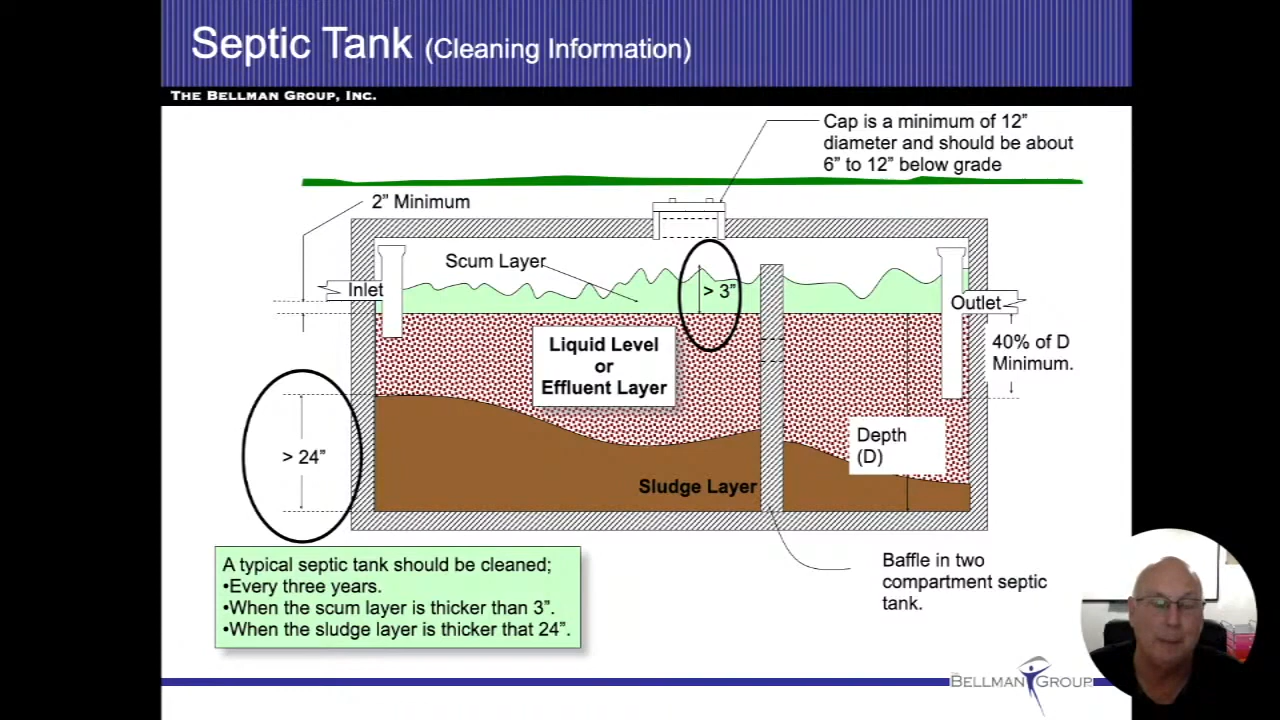 Septic Tank (Cleaning Information)
THE BELLMAN GROUP, INC.
Cap is a minimum of 12”
diameter and should be about
6” to 12” below grade
2” Minimum
Scum Layer
Inlet
> 3”
Outlet
Liquid Level
or
Effluent Layer
40% of D
Minimum.
Depth
(D)
> 24”
Sludge Layer
A typical septic tank should be cleaned;
•Every three years.
•When the scum layer is thicker than 3”.
•When the sludge layer is thicker that 24”.
Baffle in two
compartment septic
tank.
THE BELLMAN GROUP